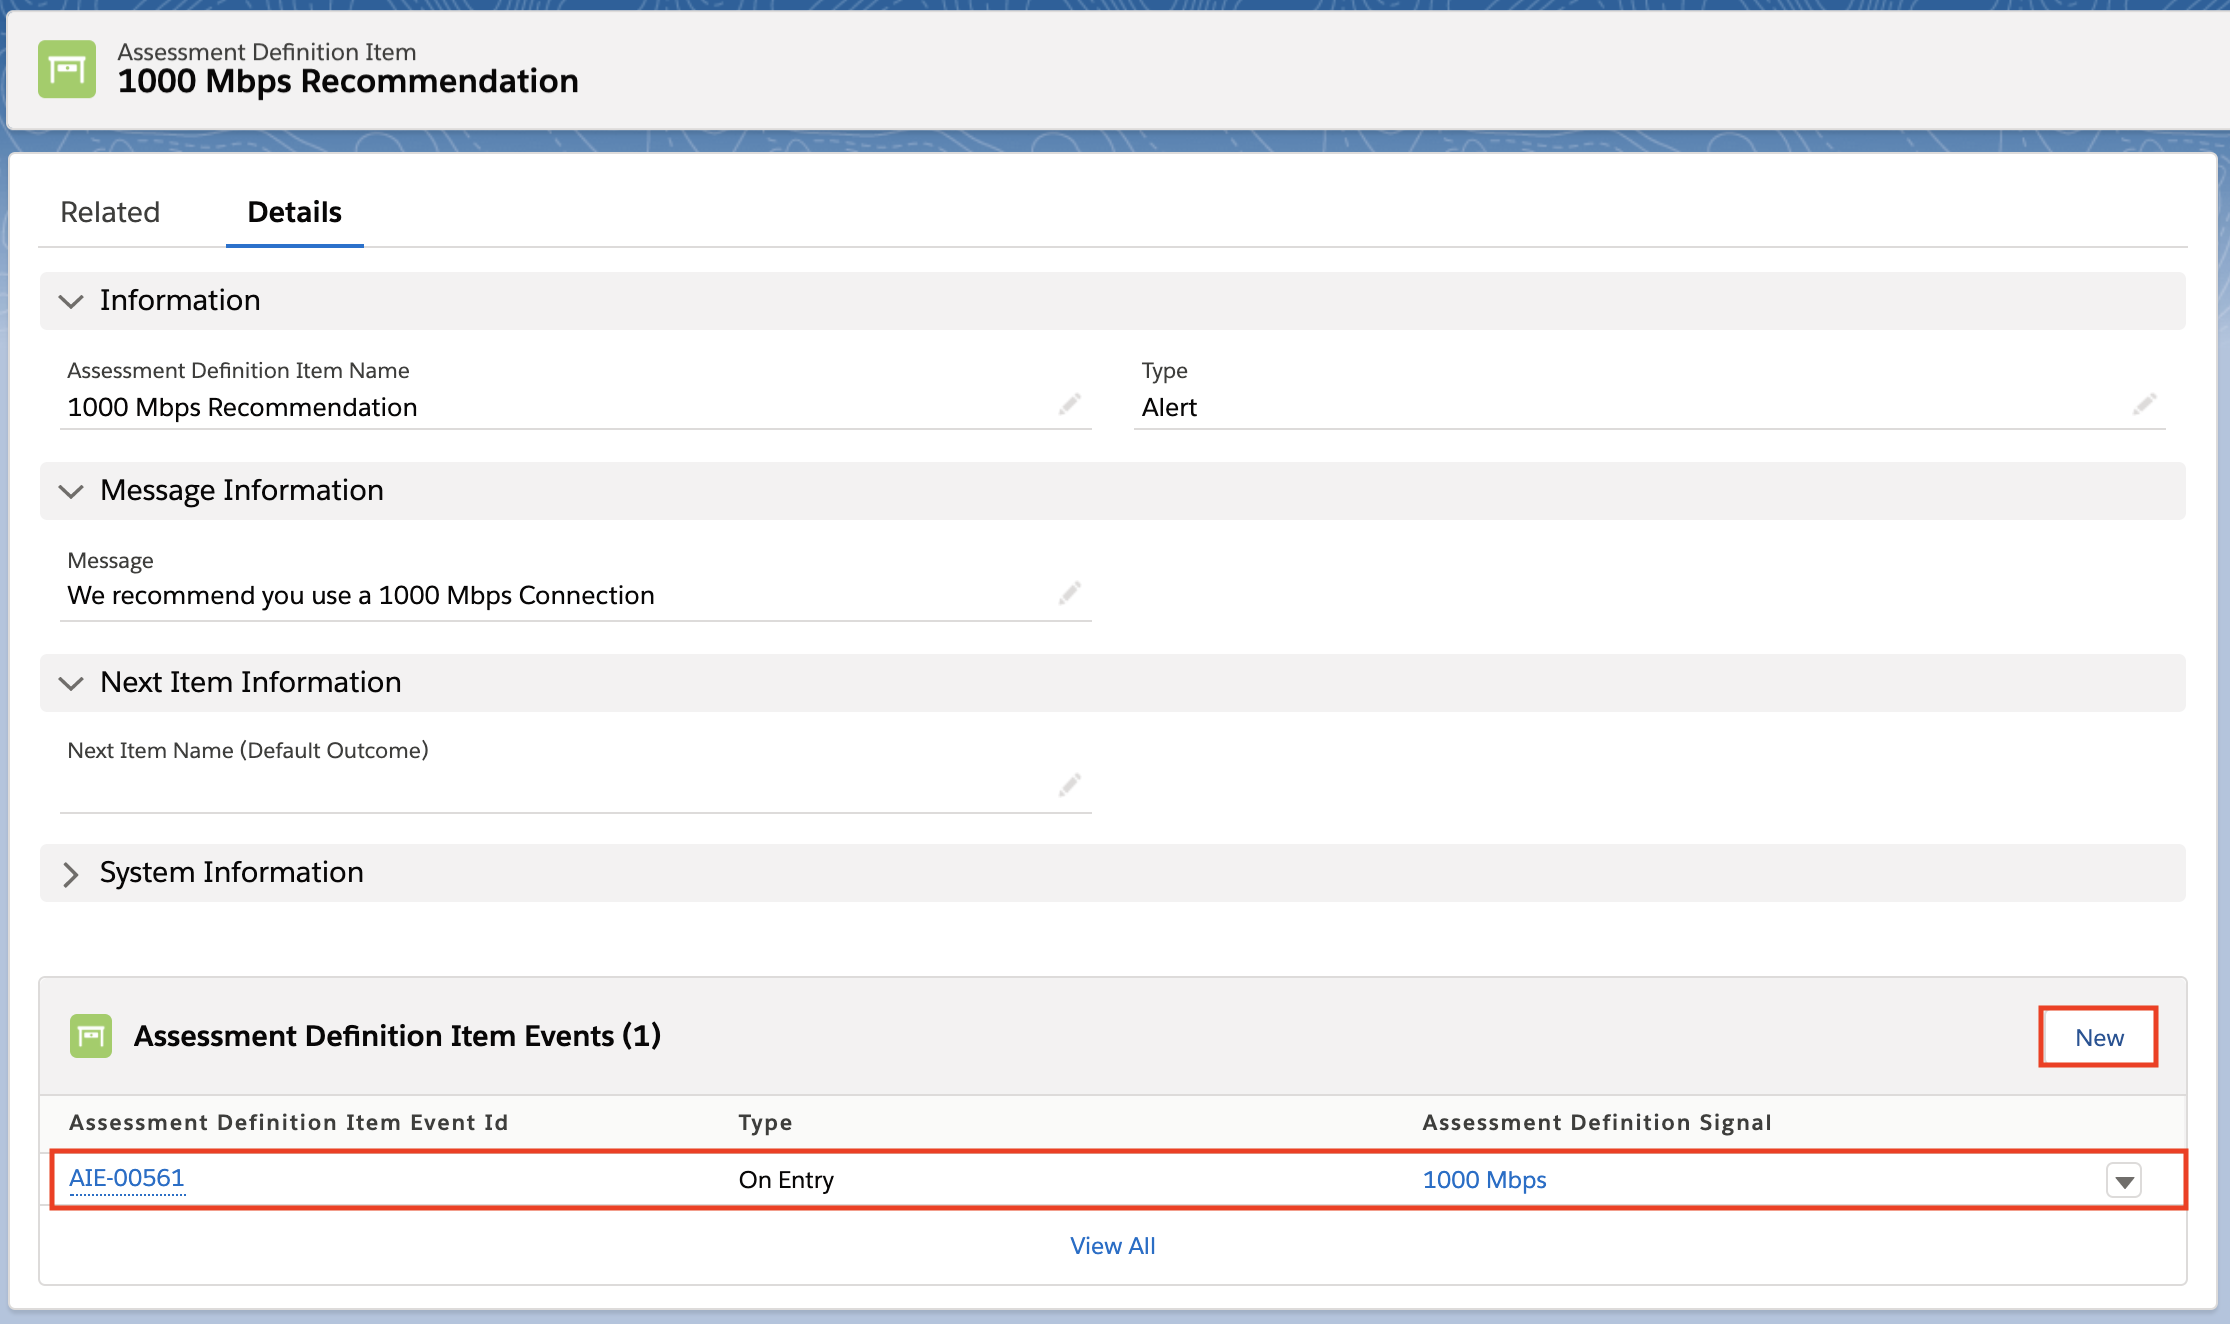 Assessment Definition Item
1000 Mbps Recommendation
Related Details
Information
Assessment Definition Item Name Type
1000 Mbps Recommendation Alert
Message Information
Message
We recommend you use a 1000 Mbps Connection
Next Item Information
Next Item Name (Default Outcome)
System Information
Assessment Definition Item Events (1) New
Assessment Definition Item Event Id Type Assessment Definition Signal
AIE-00561 On Entry 1000 Mbps
View All